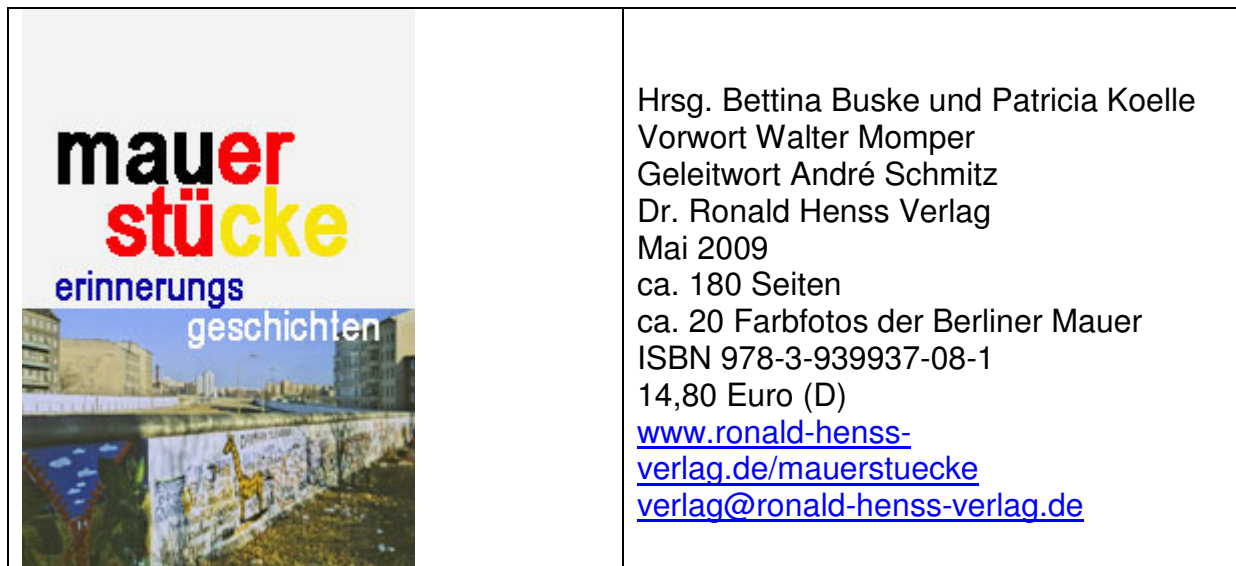 mauer
stücke
erinnerungs
geschichten
Hrsg. Bettina Buske und Patricia Koelle
Vorwort Walter Momper
Geleitwort André Schmitz
Dr. Ronald Henss Verlag
Mai 2009
ca. 180 Seiten
ca. 20 Farbfotos der Berliner Mauer
ISBN 978-3-939937-08-1
14,80 Euro (D)
www.ronald-henss-
verlag.de/mauerstuecke
verlag@ronald-henss-verlag.de